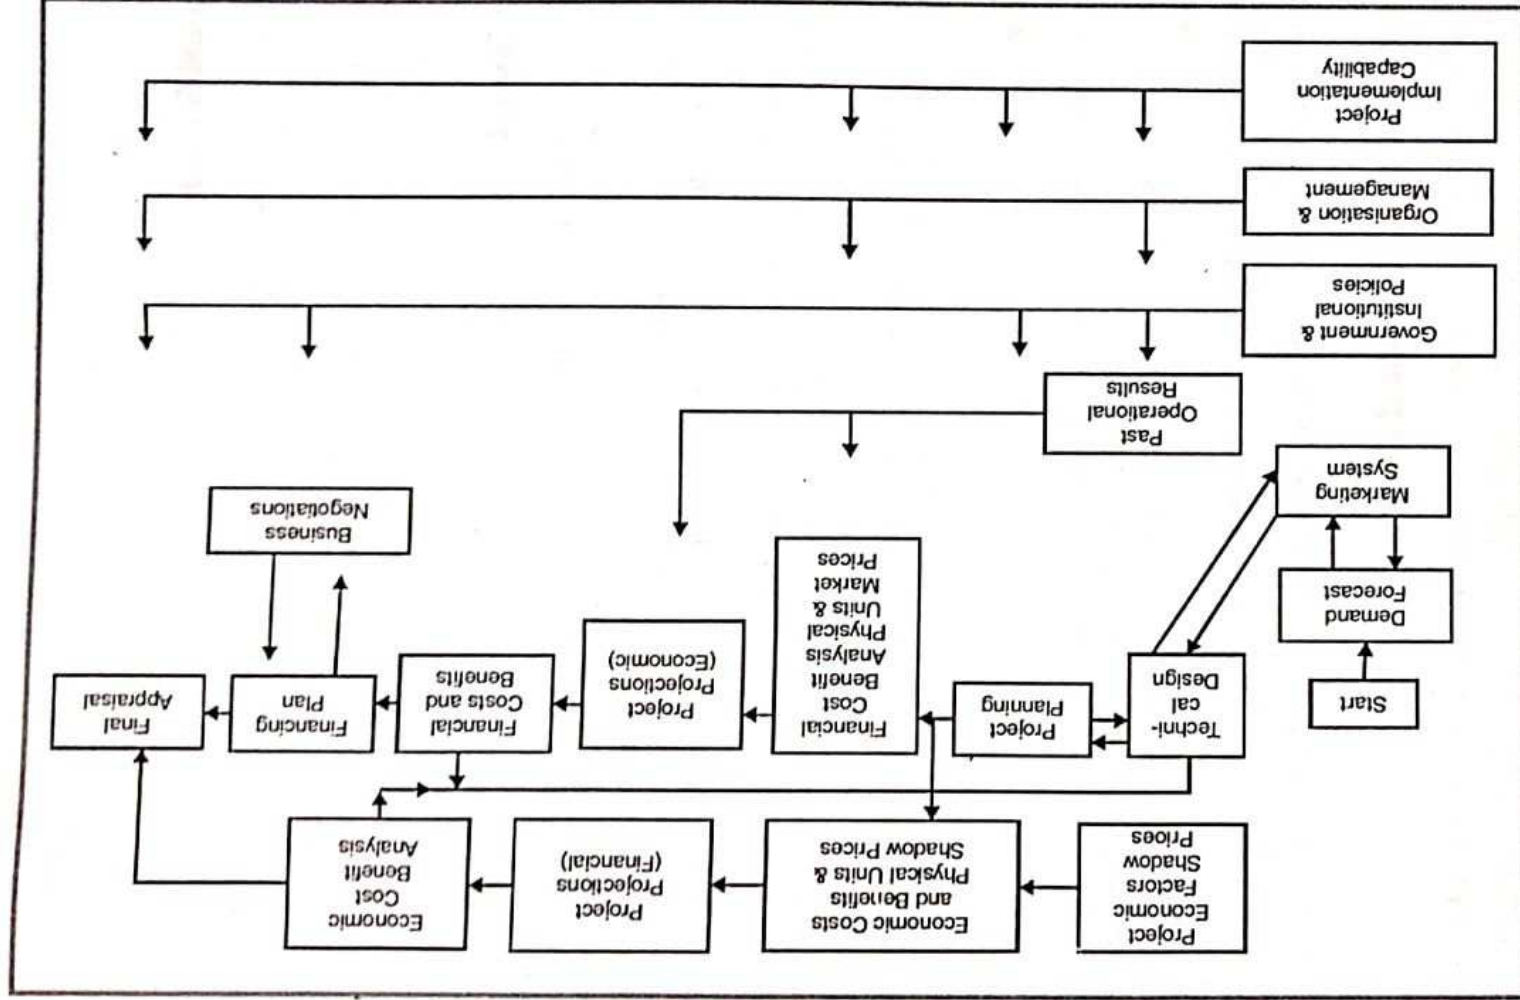 Project
Economic
Factors
Shadow
Prices
Economic Costs
and Benefits
Physical Units &
Shadow Prices
Project
Projections
(Financial)
Economic
Cost
Benefit
Analysis
Start
Demand
Forecast
Marketing
System
Techni-
cal
Design
Project
Planning
Financial
Cost
Benefit
Analysis
Physical
Units &
Market
Prices
Project
Projections
(Economic)
Financial
Costs and
Benefits
Financing
Plan
Final
Appraisal
Business
Negotiations
Past
Operational
Results
Government &
Institutional
Policies
Organisation &
Management
Project
Implementation
Capability